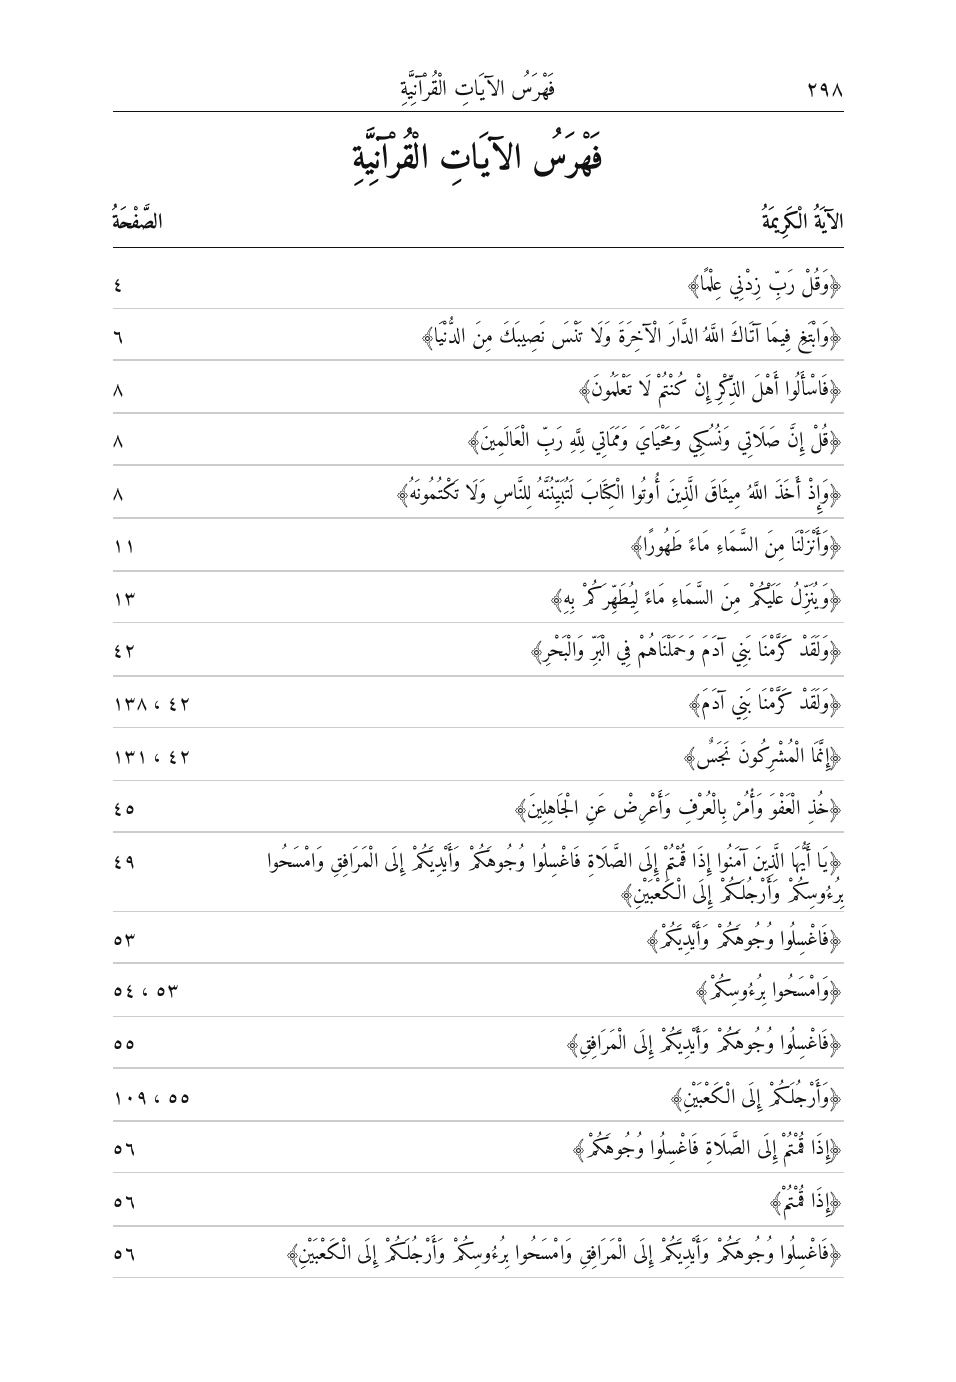 ٢٩٨ فَهْرَسُ الآيَاتِ الْقُرْآنِيَّةِ
فَهْرَسُ الآيَاتِ الْقُرْآنِيَّةِ
الآيَةُ الْكَرِيمَةُ الصَّفْحَةُ
﴿وَقُلْ رَبِّ زِدْنِي عِلْمًا﴾ ٤
﴿وَابْتَغِ فِيمَا آتَاكَ اللَّهُ الدَّارَ الْآخِرَةَ وَلَا تَنْسَ نَصِيبَكَ مِنَ الدُّنْيَا﴾ ٦
﴿فَاسْأَلُوا أَهْلَ الذِّكْرِ إِنْ كُنْتُمْ لَا تَعْلَمُونَ﴾ ٨
﴿قُلْ إِنَّ صَلَاتِي وَنُسُكِي وَمَحْيَايَ وَمَمَاتِي لِلَّهِ رَبِّ الْعَالَمِينَ﴾ ٨
﴿وَإِذْ أَخَذَ اللَّهُ مِيثَاقَ الَّذِينَ أُوتُوا الْكِتَابَ لَتُبَيِّنُنَّهُ لِلنَّاسِ وَلَا تَكْتُمُونَهُ﴾ ٨
﴿وَأَنْزَلْنَا مِنَ السَّمَاءِ مَاءً طَهُورًا﴾ ١١
﴿وَيُنَزِّلُ عَلَيْكُمْ مِنَ السَّمَاءِ مَاءً لِيُطَهِّرَكُمْ بِهِ﴾ ١٣
﴿وَلَقَدْ كَرَّمْنَا بَنِي آدَمَ وَحَمَلْنَاهُمْ فِي الْبَرِّ وَالْبَحْرِ﴾ ٤٢
﴿وَلَقَدْ كَرَّمْنَا بَنِي آدَمَ﴾ ٤٢ ، ١٣٨
﴿إِنَّمَا الْمُشْرِكُونَ نَجَسٌ﴾ ٤٢ ، ١٣١
﴿خُذِ الْعَفْوَ وَأْمُرْ بِالْعُرْفِ وَأَعْرِضْ عَنِ الْجَاهِلِينَ﴾ ٤٥
﴿يَا أَيُّهَا الَّذِينَ آمَنُوا إِذَا قُمْتُمْ إِلَى الصَّلَاةِ فَاغْسِلُوا وُجُوهَكُمْ وَأَيْدِيَكُمْ إِلَى الْمَرَافِقِ وَامْسَحُوا ٤٩
بِرُءُوسِكُمْ وَأَرْجُلَكُمْ إِلَى الْكَعْبَيْنِ﴾
﴿فَاغْسِلُوا وُجُوهَكُمْ وَأَيْدِيَكُمْ﴾ ٥٣
﴿وَامْسَحُوا بِرُءُوسِكُمْ﴾ ٥٣ ، ٥٤
﴿فَاغْسِلُوا وُجُوهَكُمْ وَأَيْدِيَكُمْ إِلَى الْمَرَافِقِ﴾ ٥٥
﴿وَأَرْجُلَكُمْ إِلَى الْكَعْبَيْنِ﴾ ٥٥ ، ١٠٩
﴿إِذَا قُمْتُمْ إِلَى الصَّلَاةِ فَاغْسِلُوا وُجُوهَكُمْ﴾ ٥٦
﴿إِذَا قُمْتُمْ﴾ ٥٦
﴿فَاغْسِلُوا وُجُوهَكُمْ وَأَيْدِيَكُمْ إِلَى الْمَرَافِقِ وَامْسَحُوا بِرُءُوسِكُمْ وَأَرْجُلَكُمْ إِلَى الْكَعْبَيْنِ﴾ ٥٦